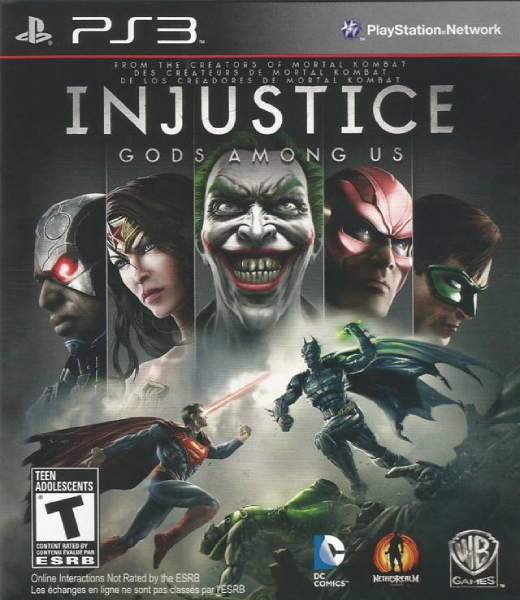 PS3
PlayStation®Network
FROM THE CREATORS OF MORTAL KOMBAT
DES CRÉATEURS DE MORTAL KOMBAT
DE LOS CREADORES DE MORTAL KOMBAT
INJUSTICE
GODS AMONG US
TEEN
ADOLESCENTS
T
CONTENT RATED BY
CONTENU ÉVALUÉ PAR
ESRB
Online Interactions Not Rated by the ESRB
Les échanges en ligne ne sont pas classés par l'ESRB
DC
COMICS™
NETHERREALM
WB
GAMES